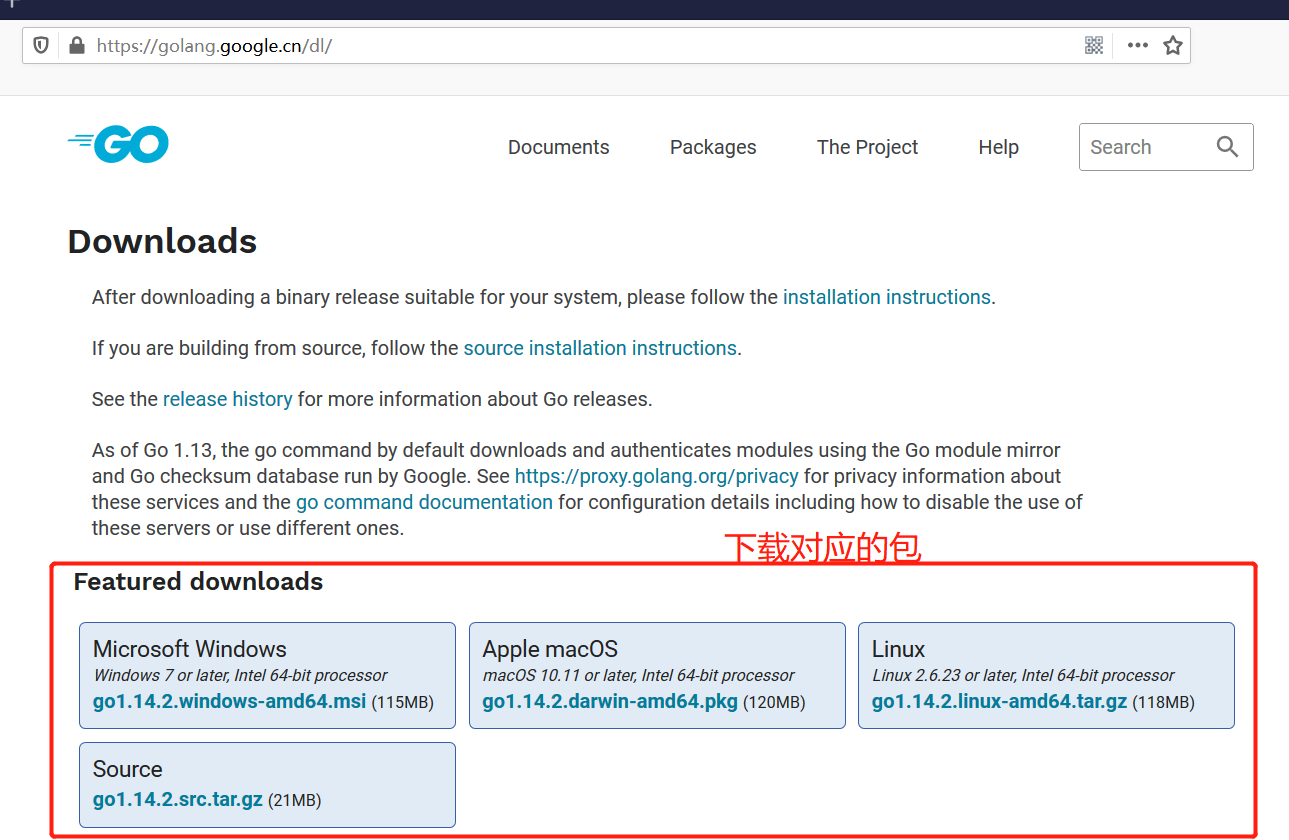 https://golang.google.cn/dl/
GO
Documents
Packages
The Project
Help
Search
Downloads
After downloading a binary release suitable for your system, please follow the installation instructions.
If you are building from source, follow the source installation instructions.
See the release history for more information about Go releases.
As of Go 1.13, the go command by default downloads and authenticates modules using the Go module mirror
and Go checksum database run by Google. See https://proxy.golang.org/privacy for privacy information about
these services and the go command documentation for configuration details including how to disable the use of
these servers or use different ones.
下载对应的包
Featured downloads
Microsoft Windows
Windows 7 or later, Intel 64-bit processor
go1.14.2.windows-amd64.msi (115MB)
Apple macOS
macOS 10.11 or later, Intel 64-bit processor
go1.14.2.darwin-amd64.pkg (120MB)
Linux
Linux 2.6.23 or later, Intel 64-bit processor
go1.14.2.linux-amd64.tar.gz (118MB)
Source
go1.14.2.src.tar.gz (21MB)